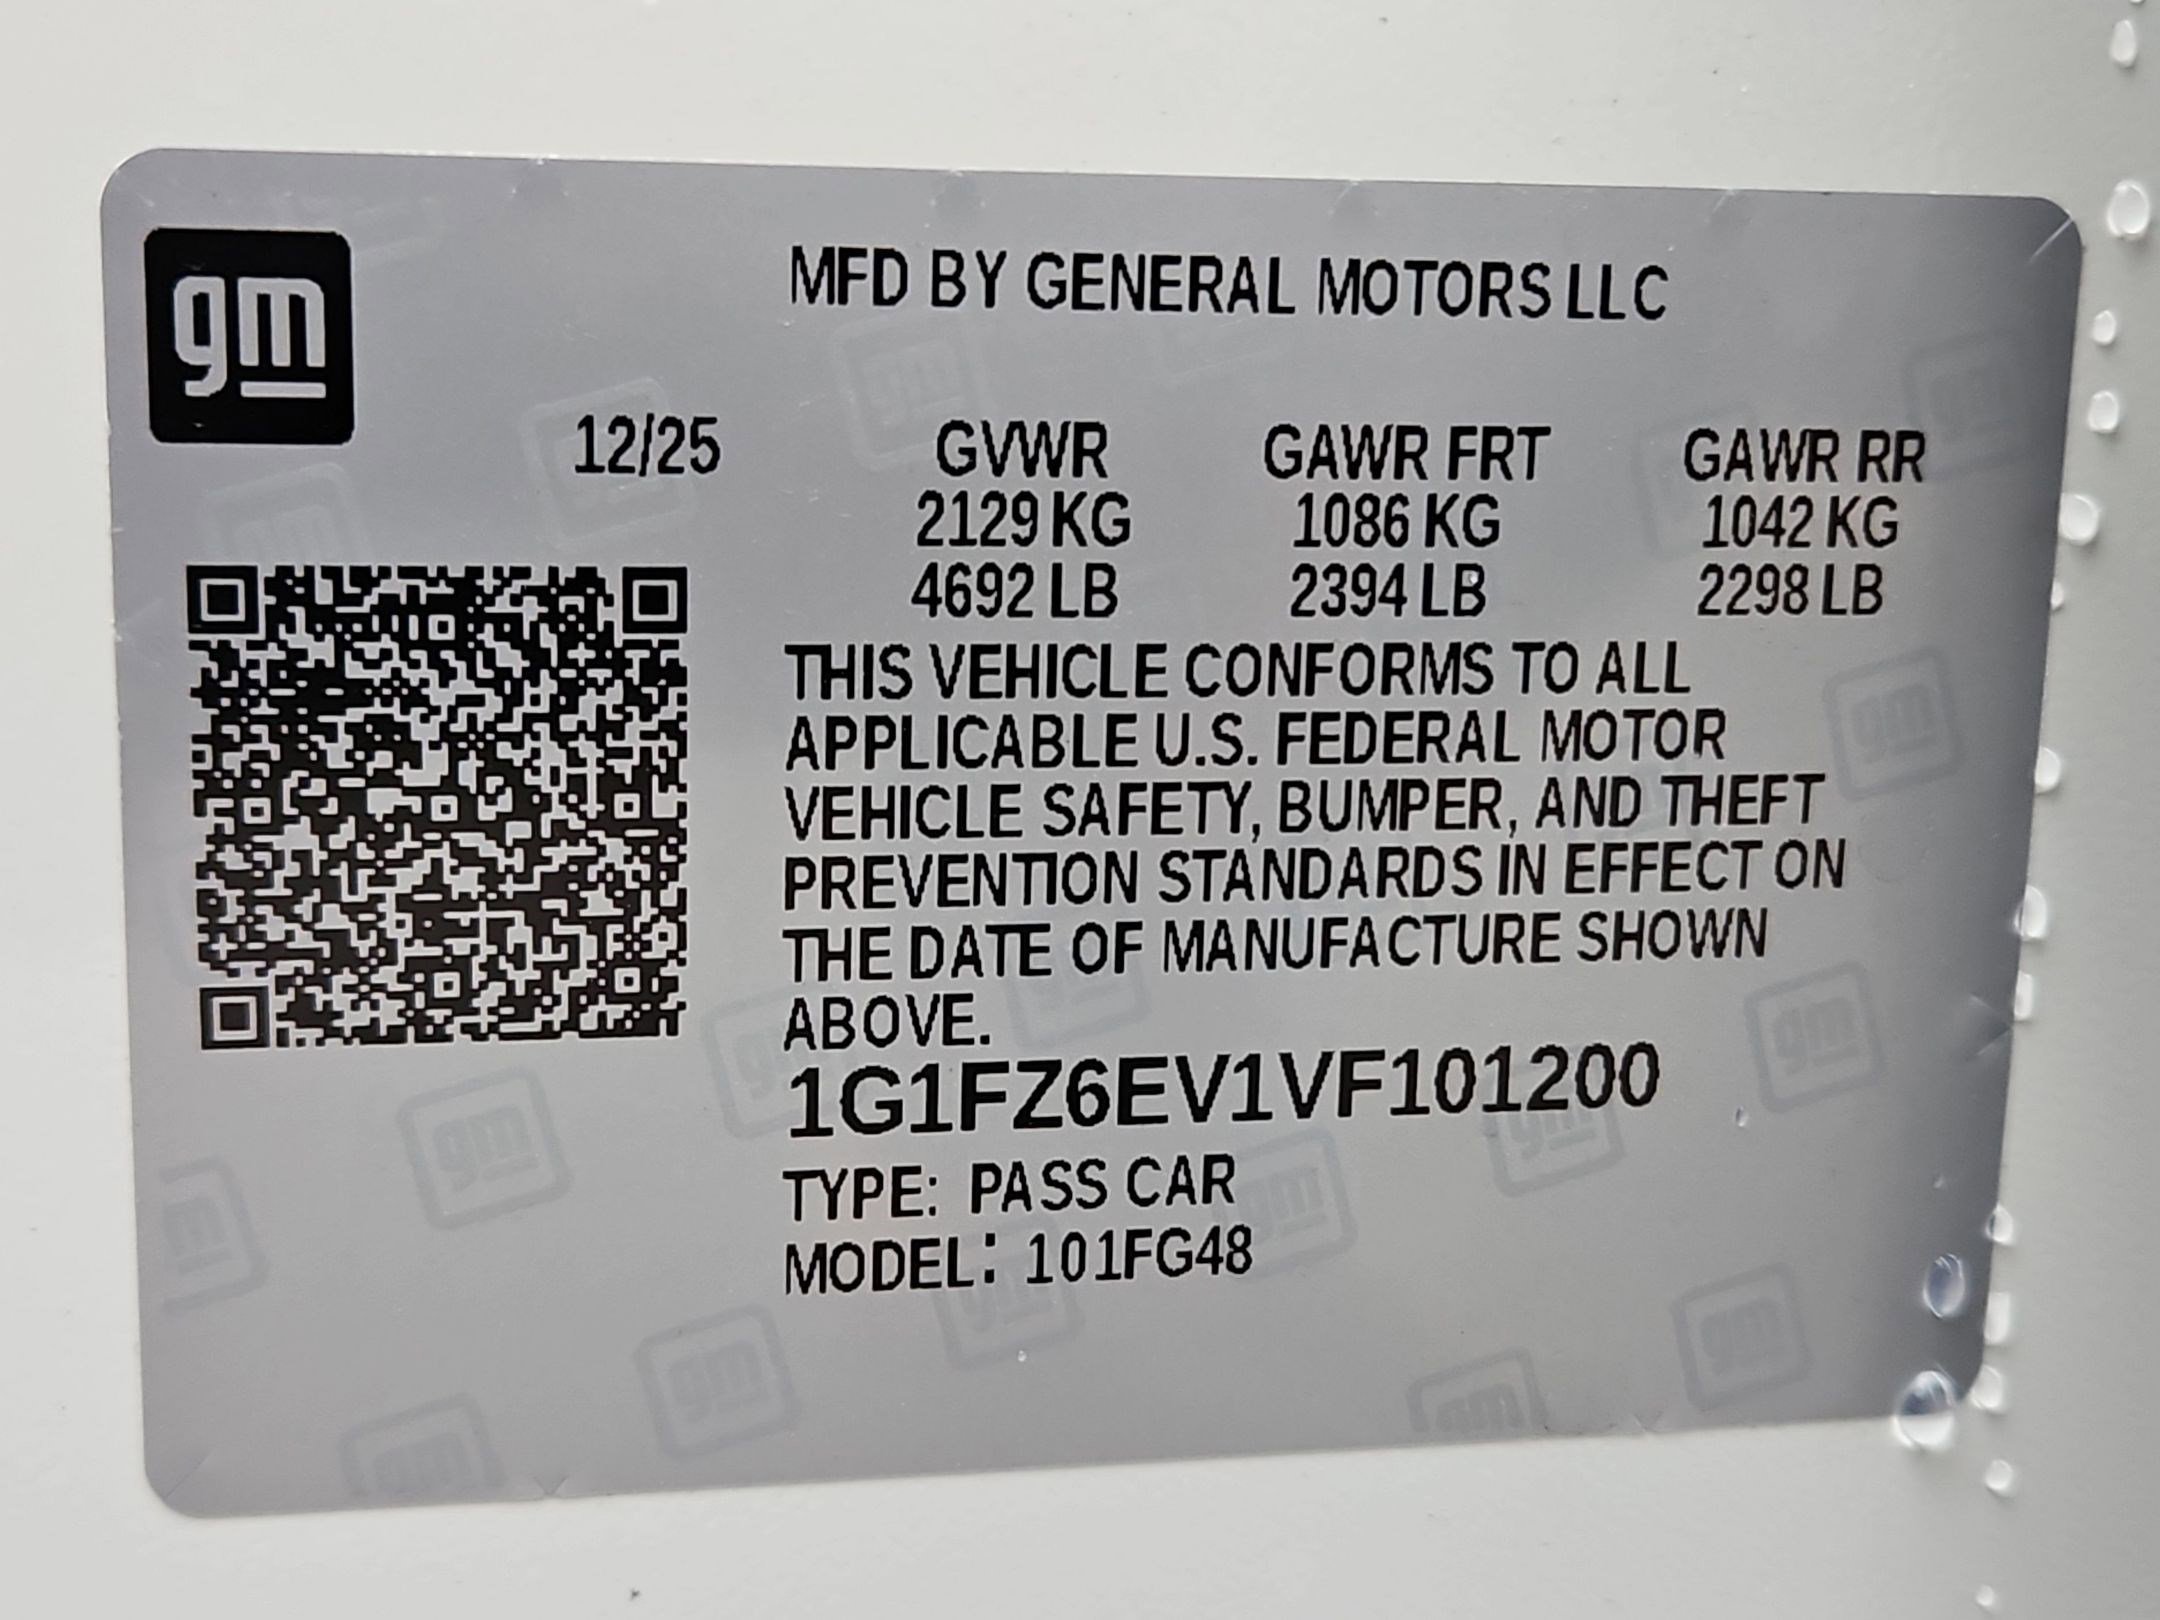 gm
MFD BY GENERAL MOTORS LLC
12/25 GVWR GAWR FRT GAWR RR
2129 KG 1086 KG 1042 KG
4692 LB 2394 LB 2298 LB
THIS VEHICLE CONFORMS TO ALL
APPLICABLE U.S. FEDERAL MOTOR
VEHICLE SAFETY, BUMPER, AND THEFT
PREVENTION STANDARDS IN EFFECT ON
THE DATE OF MANUFACTURE SHOWN
ABOVE.
1G1FZ6EV1VF101200
TYPE: PASS CAR
MODEL: 101FG48